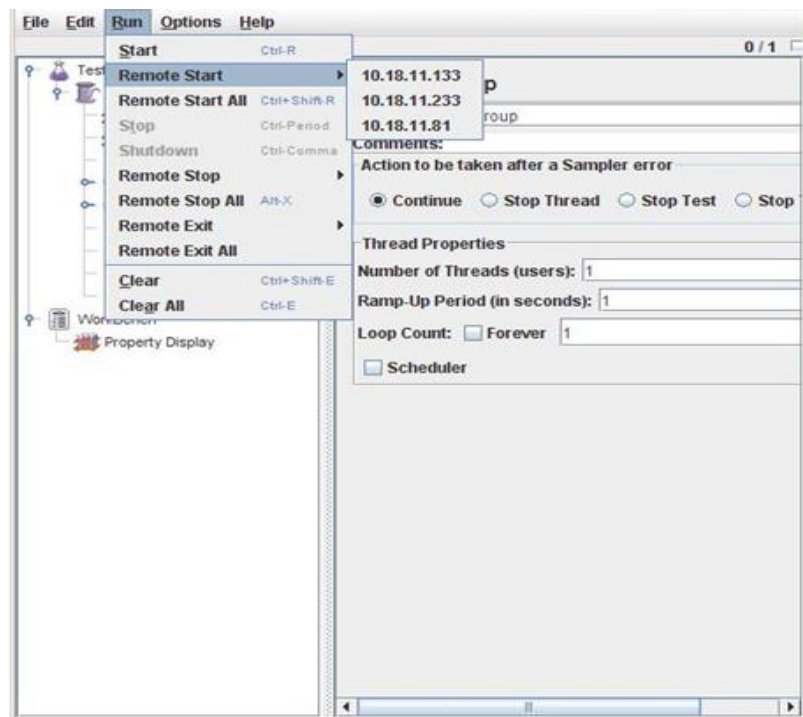 File Edit Run Options Help
0 / 1
Start Ctrl-R
Remote Start
Remote Start All Ctrl+Shift-R
Stop Ctrl-Period
Shutdown Ctrl-Comma
Remote Stop
Remote Stop All Alt-X
Remote Exit
Remote Exit All
Clear Ctrl+Shift-E
Clear All Ctrl-E
10.18.11.133
10.18.11.233
10.18.11.81
Test
Property Display
p
roup
Comments:
Action to be taken after a Sampler error
Continue Stop Thread Stop Test Stop
Thread Properties
Number of Threads (users): 1
Ramp-Up Period (in seconds): 1
Loop Count: Forever 1
Scheduler